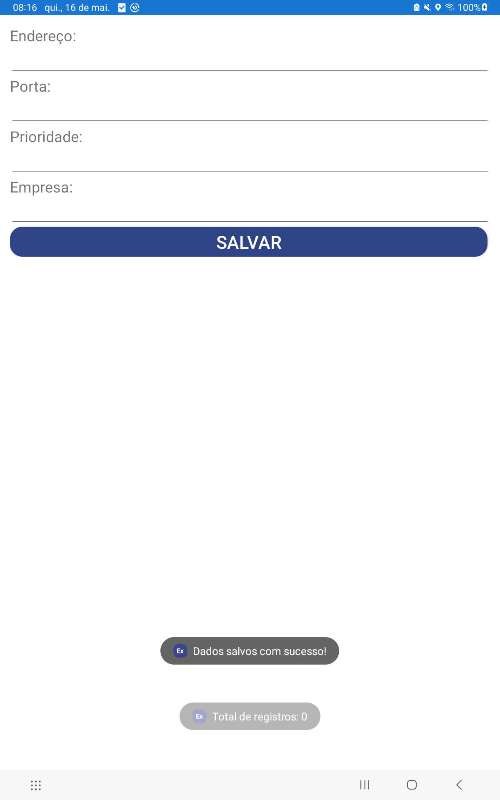 08:16 qui., 16 de mai. 100%
Endereço:
Porta:
Prioridade:
Empresa:
SALVAR
Ex Dados salvos com sucesso!
Ex Total de registros: 0